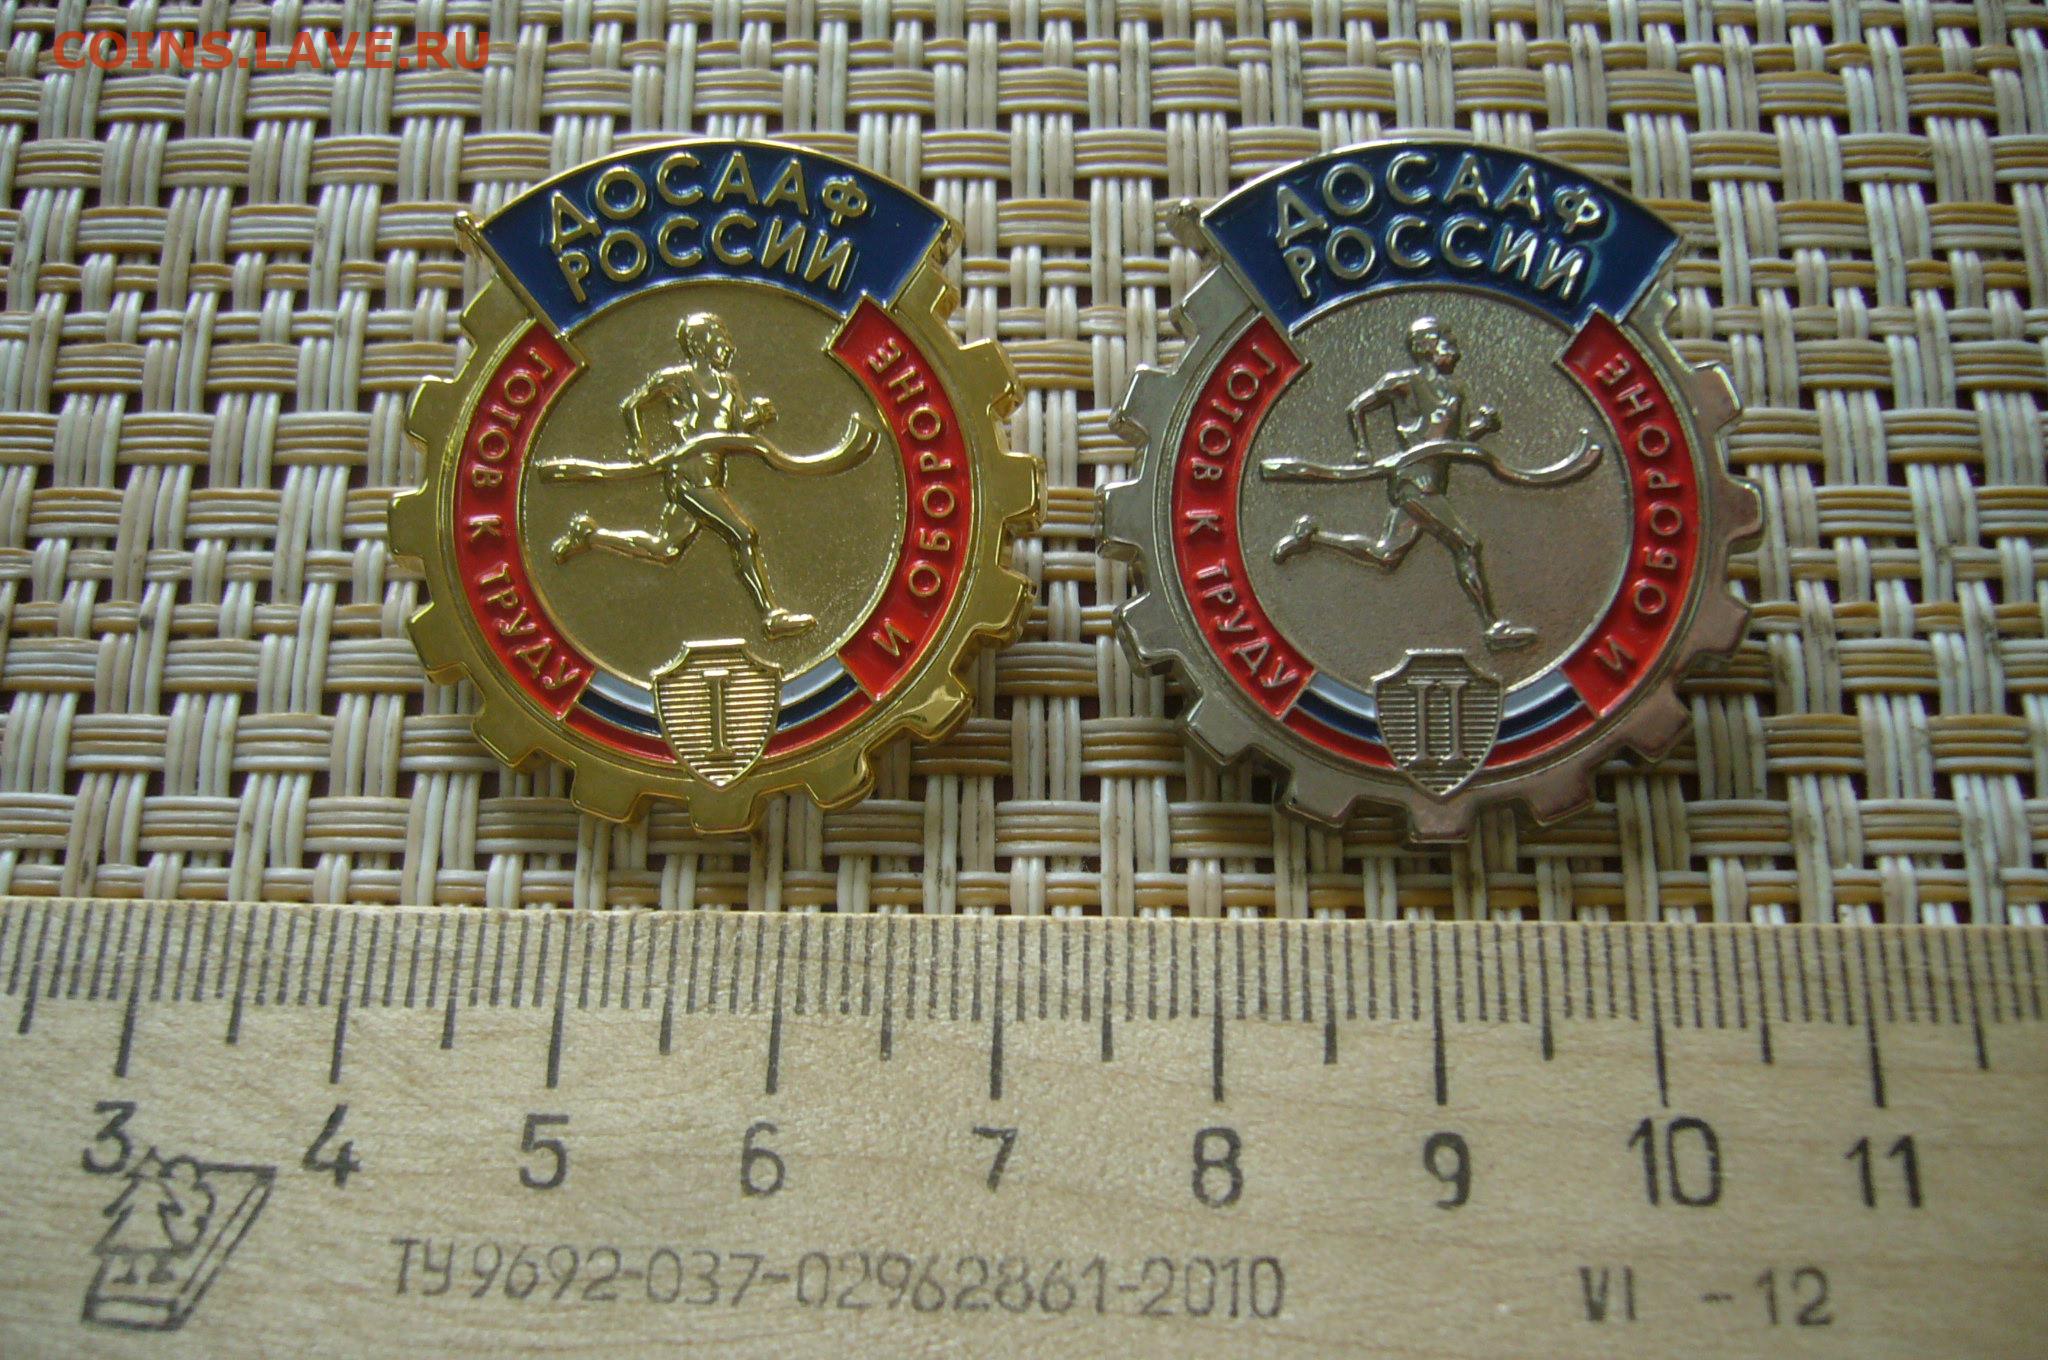 COINS.LAVE.RU
ДОСААФ
РОССИИ
ГОТОВ К ТРУДУ
И ОБОРОНЕ
I
ДОСААФ
РОССИИ
ГОТОВ К ТРУДУ
И ОБОРОНЕ
II
3 4 5 6 7 8 9 10 11
ТУ 9692-037-02962861-2010 VI - 12